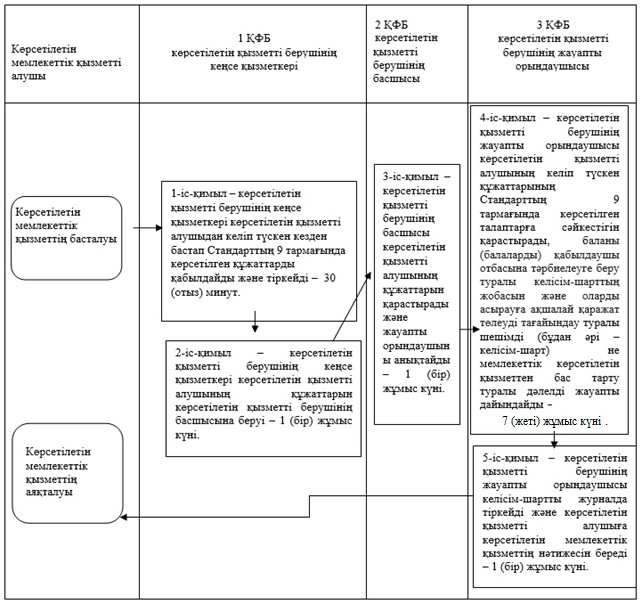 Көрсетілетін
мемлекеттік қызметті
алушы
1 ҚФБ
көрсетілетін қызметті берушінің
кеңсе қызметкері
2 ҚФБ
көрсетілетін
қызметті
берушінің
басшысы
3 ҚФБ
көрсетілетін қызметті
берушінің жауапты
орындаушысы
Көрсетілетін
мемлекеттік
қызметтің басталуы
1-іс-қимыл – көрсетілетін
қызметті берушінің кеңсе
қызметкері көрсетілетін қызметті
алушыдан келіп түскен кезден
бастап Стандарттың 9 тармағында
көрсетілген құжаттарды
қабылдайды және тіркейді – 30
(отыз) минут.
2-іс-қимыл – көрсетілетін
қызметті берушінің кеңсе
қызметкері көрсетілетін қызметті
алушының құжаттарын
көрсетілетін қызметті берушінің
басшысына беруі – 1 (бір) жұмыс
күні.
3-іс-қимыл –
көрсетілетін
қызметті
берушінің
басшысы
көрсетілетін
қызметті
алушының
құжаттарын
қарастырады
және
жауапты
орындаушын
ы анықтайды
– 1 (бір)
жұмыс күні.
4-іс-қимыл – көрсетілетін
қызметті берушінің
жауапты орындаушысы
көрсетілетін қызметті
алушының келіп түскен
құжаттарының
Стандарттың 9
тармағында көрсетілген
талаптарға сәйкестігін
қарастырады, баланы
(балаларды) қабылдаушы
отбасына тәрбиелеуге беру
туралы келісім-шарттың
жобасын және оларды
асырауға ақшалай қаражат
төлеуді тағайындау туралы
шешімді (бұдан әрі –
келісім-шарт) не
мемлекеттік көрсетілетін
қызметтен бас тарту
туралы дәлелді жауапты
дайындайды –
7 (жеті) жұмыс күні .
5-іс-қимыл – көрсетілетін
қызметті берушінің
жауапты орындаушысы
келісім-шартты журналда
тіркейді және көрсетілетін
қызметті алушыға
көрсетілетін мемлекеттік
қызметтің нәтижесін береді
– 1 (бір) жұмыс күні.
Көрсетілетін
мемлекеттік
қызметтің
аяқталуы